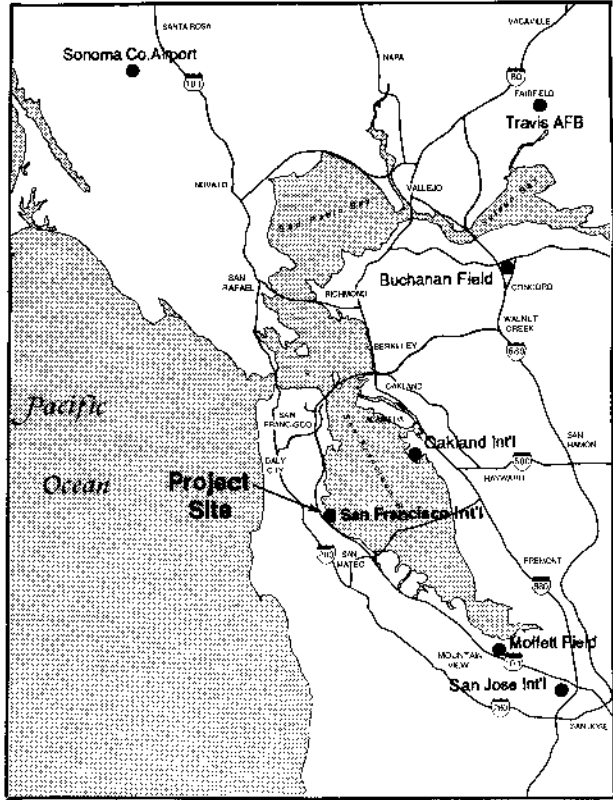 SANTA ROSA
VACAVILLE
Sonoma Co. Airport
NAPA
101
80
FAIRFIELD
Travis AFB
NOVATO
VALLEJO
San Pablo Bay
Buchanan Field
SAN
RAFAEL
RICHMOND
CONCORD
WALNUT
CREEK
BERKELEY
680
OAKLAND
Pacific
Ocean
SAN
FRANCISCO
Oakland Int'l
SAN
RAMON
DALY
CITY
580
HAYWARD
Project
Site
San Francisco Int'l
SAN
MATEO
FREMONT
880
Moffett Field
MOUNTAIN
VIEW
101
San Jose Int'l
280
SAN JOSE